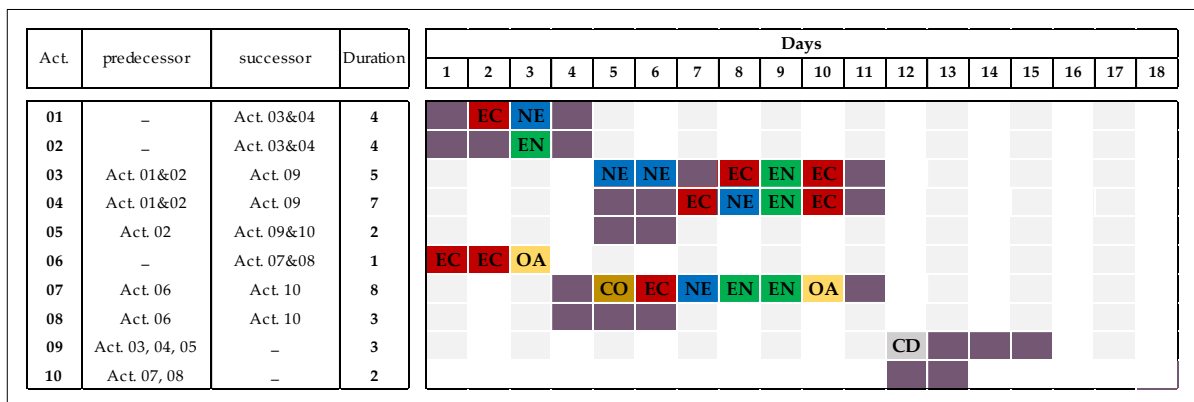 Act. predecessor successor Duration Days
1 2 3 4 5 6 7 8 9 10 11 12 13 14 15 16 17 18
01 – Act. 03&04 4 EC NE
02 – Act. 03&04 4 EN
03 Act. 01&02 Act. 09 5 NE NE EC EN EC
04 Act. 01&02 Act. 09 7 EC NE EN EC
05 Act. 02 Act. 09&10 2
06 – Act. 07&08 1 EC EC OA
07 Act. 06 Act. 10 8 CO EC NE EN EN OA
08 Act. 06 Act. 10 3
09 Act. 03, 04, 05 – 3 CD
10 Act. 07, 08 – 2